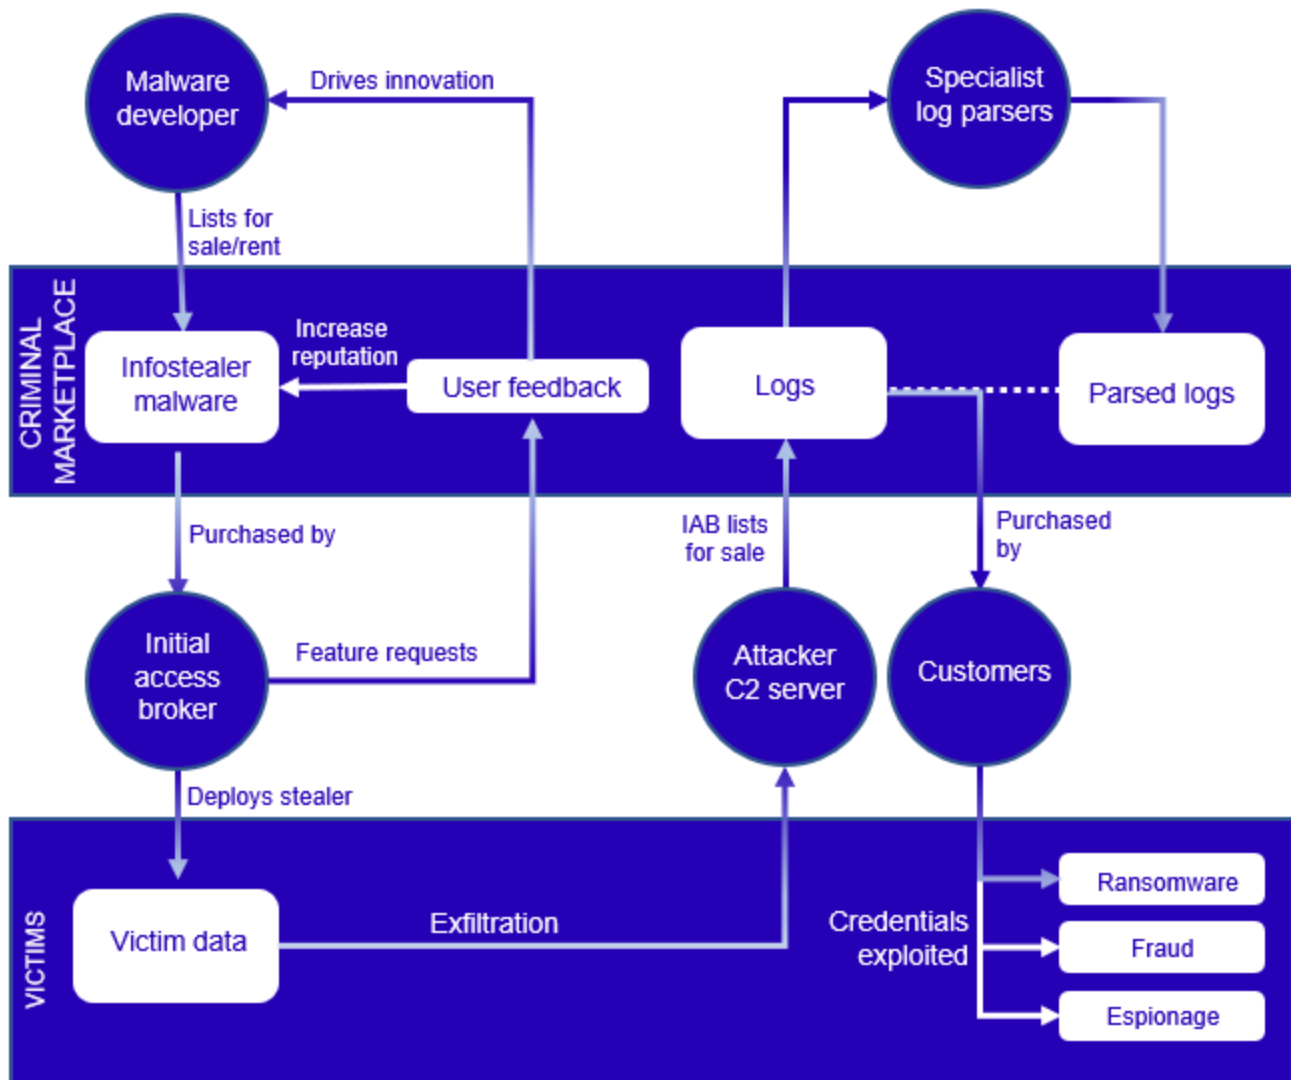 Malware
developer
Drives innovation
Specialist
log parsers
Lists for
sale/rent
CRIMINAL
MARKETPLACE
Infostealer
malware
Increase
reputation
User feedback
Logs
Parsed logs
Purchased by
IAB lists
for sale
Purchased
by
Initial
access
broker
Feature requests
Attacker
C2 server
Customers
Deploys stealer
VICTIMS
Victim data
Exfiltration
Credentials
exploited
Ransomware
Fraud
Espionage